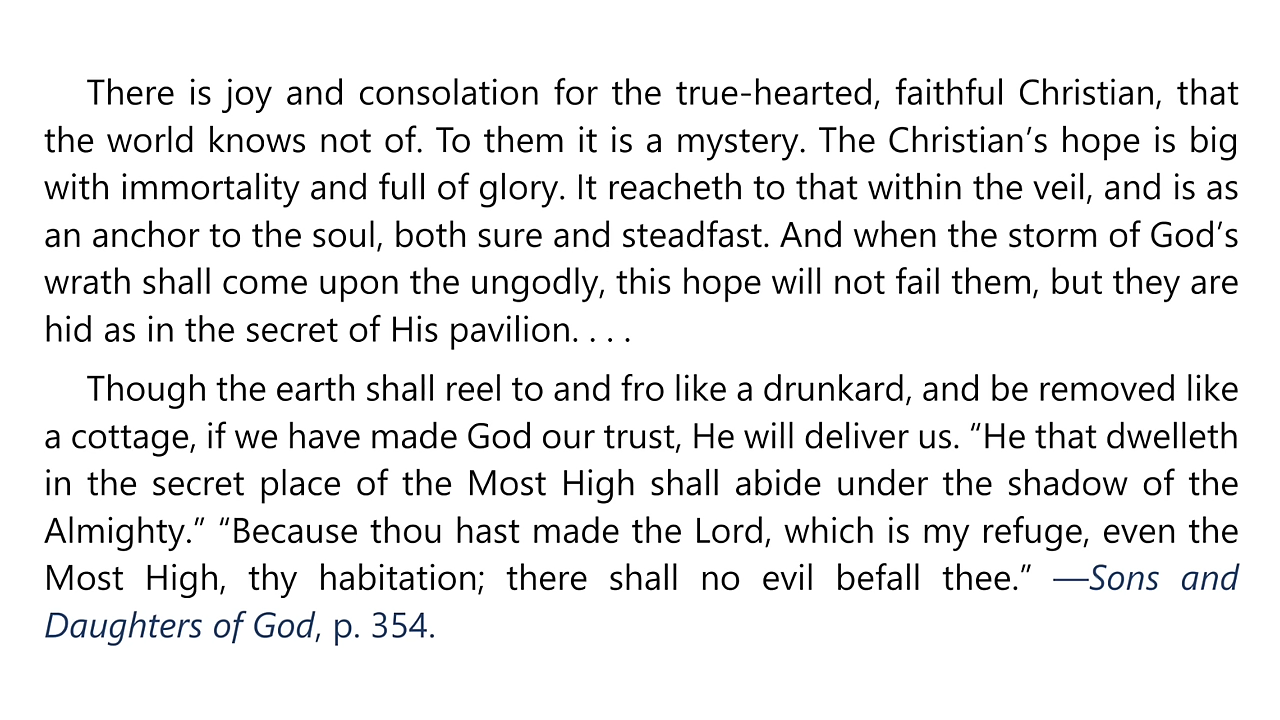 There is joy and consolation for the true-hearted, faithful Christian, that
the world knows not of. To them it is a mystery. The Christian’s hope is big
with immortality and full of glory. It reacheth to that within the veil, and is as
an anchor to the soul, both sure and steadfast. And when the storm of God’s
wrath shall come upon the ungodly, this hope will not fail them, but they are
hid as in the secret of His pavilion. . . .
Though the earth shall reel to and fro like a drunkard, and be removed like
a cottage, if we have made God our trust, He will deliver us. “He that dwelleth
in the secret place of the Most High shall abide under the shadow of the
Almighty.” “Because thou hast made the Lord, which is my refuge, even the
Most High, thy habitation; there shall no evil befall thee.” —Sons and
Daughters of God, p. 354.